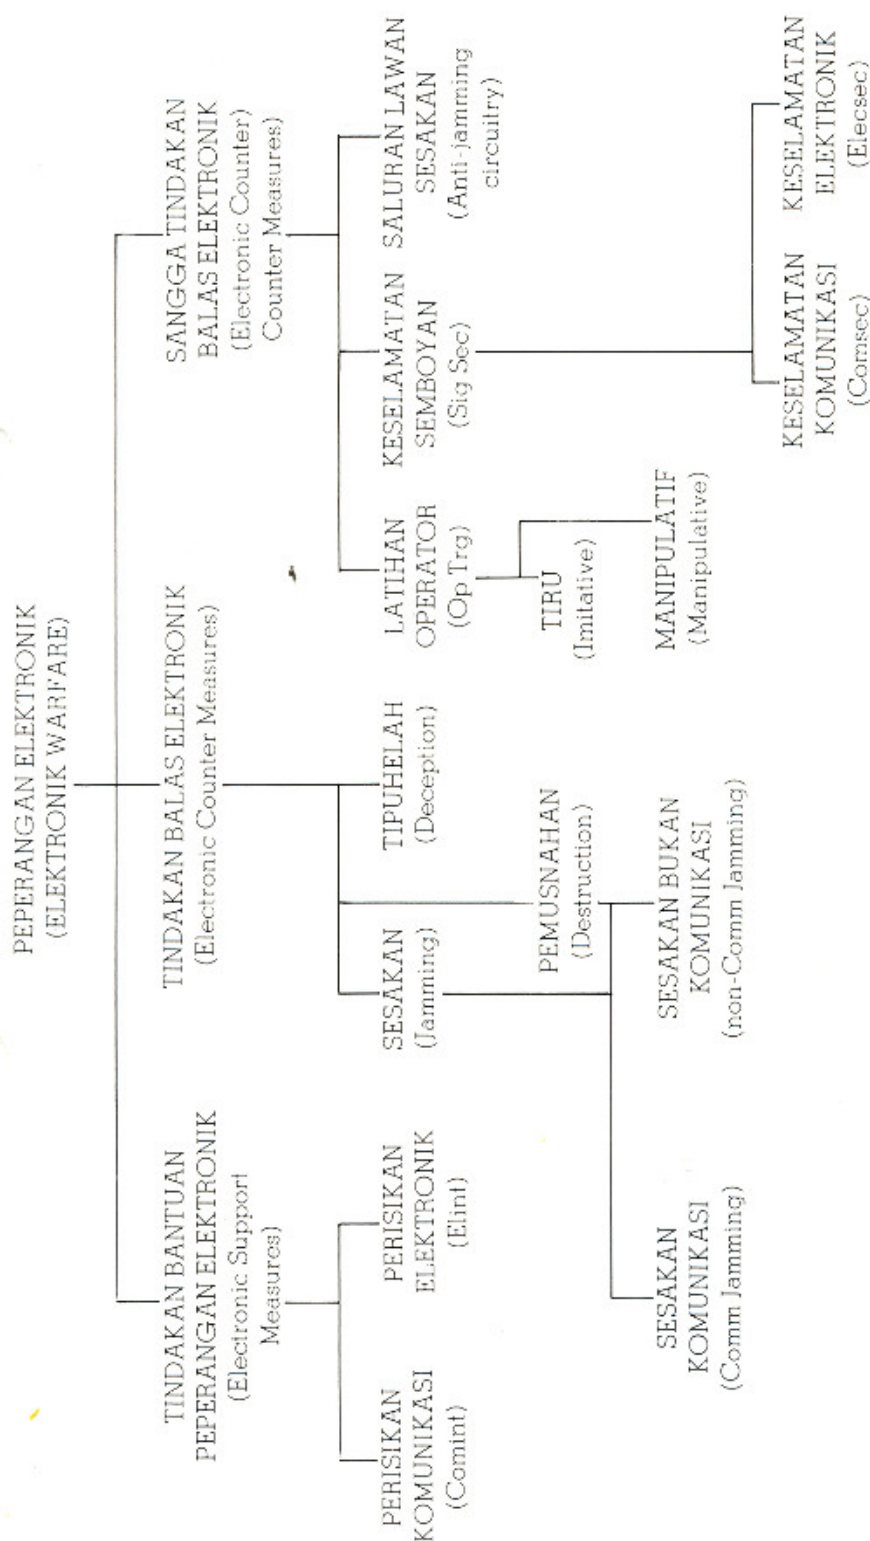 PEPERANGAN ELEKTRONIK
(ELEKTRONIK WARFARE)
TINDAKAN BANTUAN
PEPERANGAN ELEKTRONIK
(Electronic Support
Measures)
TINDAKAN BALAS ELEKTRONIK
(Electronic Counter Measures)
SANGGA TINDAKAN
BALAS ELEKTRONIK
(Electronic Counter)
Counter Measures)
PERISIKAN
KOMUNIKASI
(Comint)
PERISIKAN
ELEKTRONIK
(Elint)
SESAKAN
(Jamming)
TIPUHELAH
(Deception)
LATIHAN
OPERATOR
(Op Trg)
KESELAMATAN
SEMBOYAN
(Sig Sec)
SALURAN LAWAN
SESAKAN
(Anti-jamming
circuitry)
PEMUSNAHAN
(Destruction)
TIRU
(Imitative)
SESAKAN
KOMUNIKASI
(Comm Jamming)
SESAKAN BUKAN
KOMUNIKASI
(non-Comm Jamming)
MANIPULATIF
(Manipulative)
KESELAMATAN
KOMUNIKASI
(Comsec)
KESELAMATAN
ELEKTRONIK
(Elecsec)